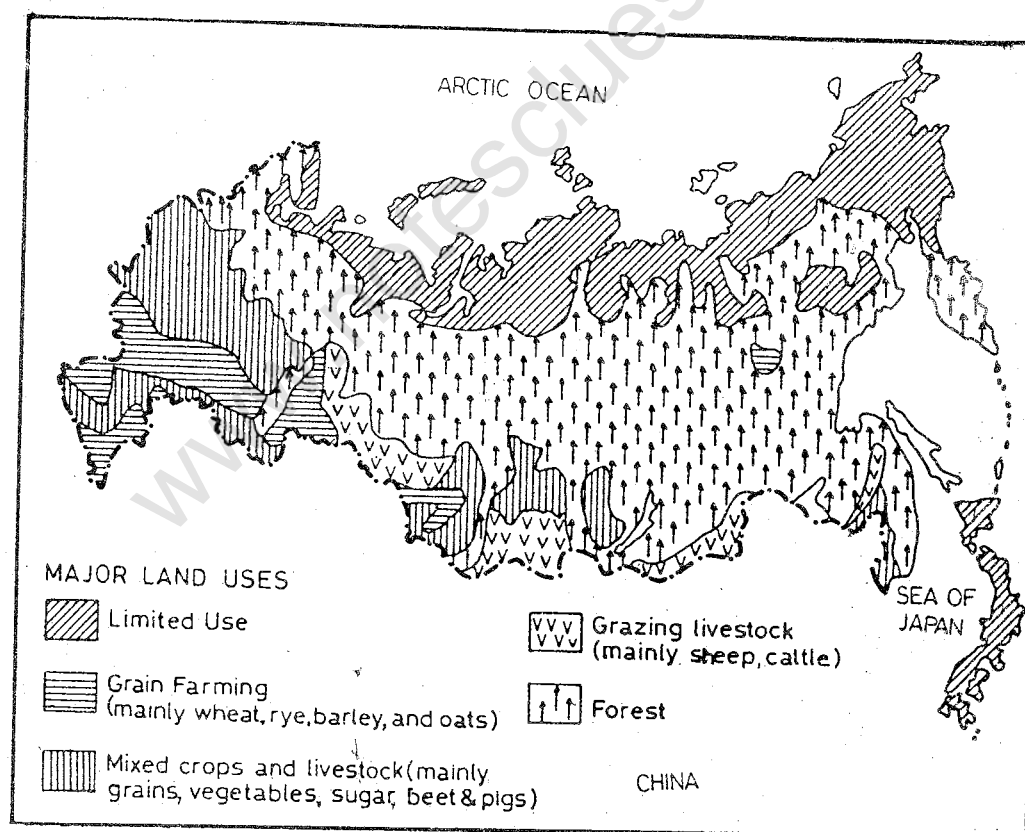 ARCTIC OCEAN
MAJOR LAND USES
Limited Use
Grain Farming
(mainly wheat, rye, barley, and oats)
Mixed crops and livestock (mainly
grains, vegetables, sugar, beet & pigs)
Grazing livestock
(mainly sheep, cattle)
Forest
SEA OF
JAPAN
CHINA